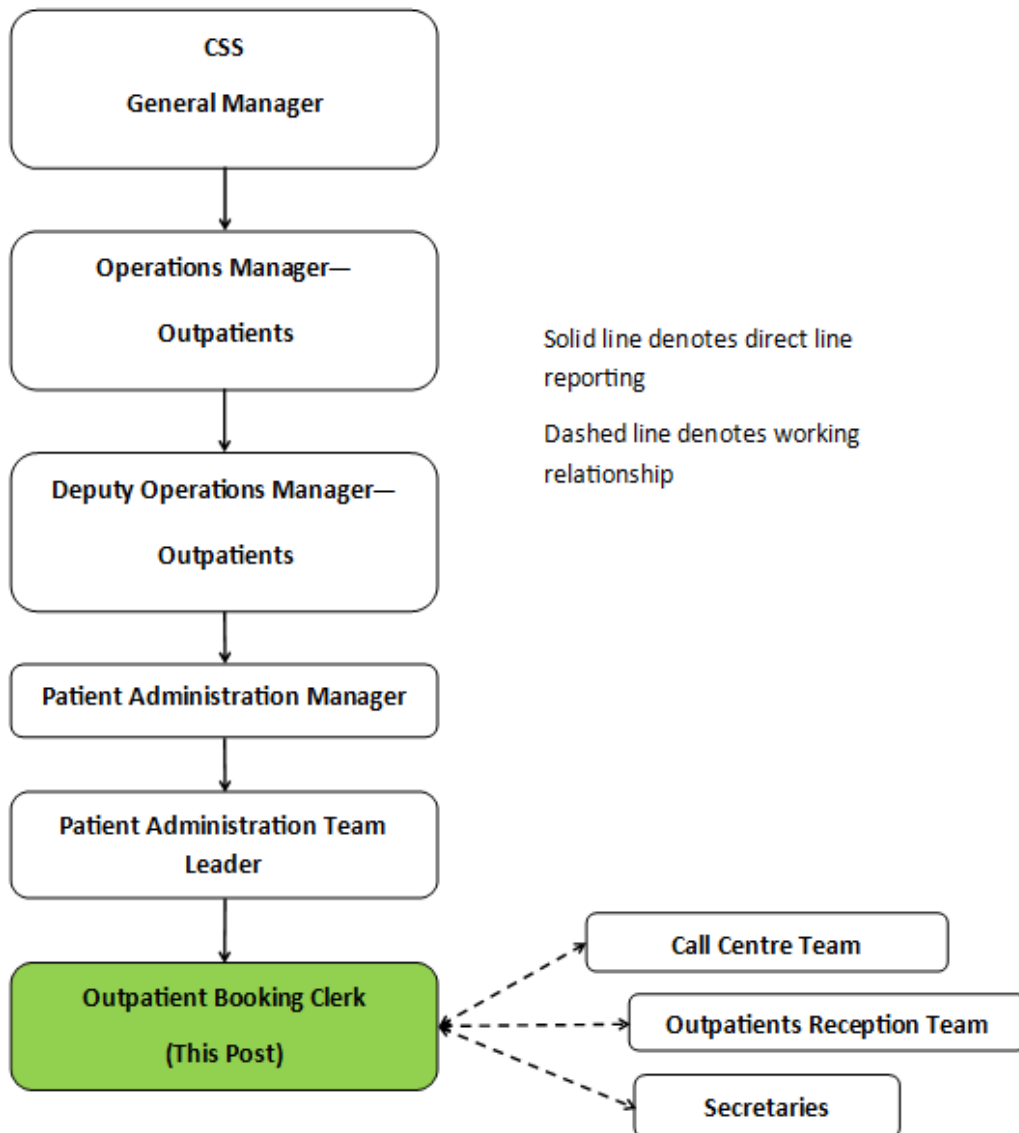 CSS
General Manager
Operations Manager—
Outpatients
Solid line denotes direct line
reporting
Dashed line denotes working
relationship
Deputy Operations Manager—
Outpatients
Patient Administration Manager
Patient Administration Team
Leader
Outpatient Booking Clerk
(This Post)
Call Centre Team
Outpatients Reception Team
Secretaries